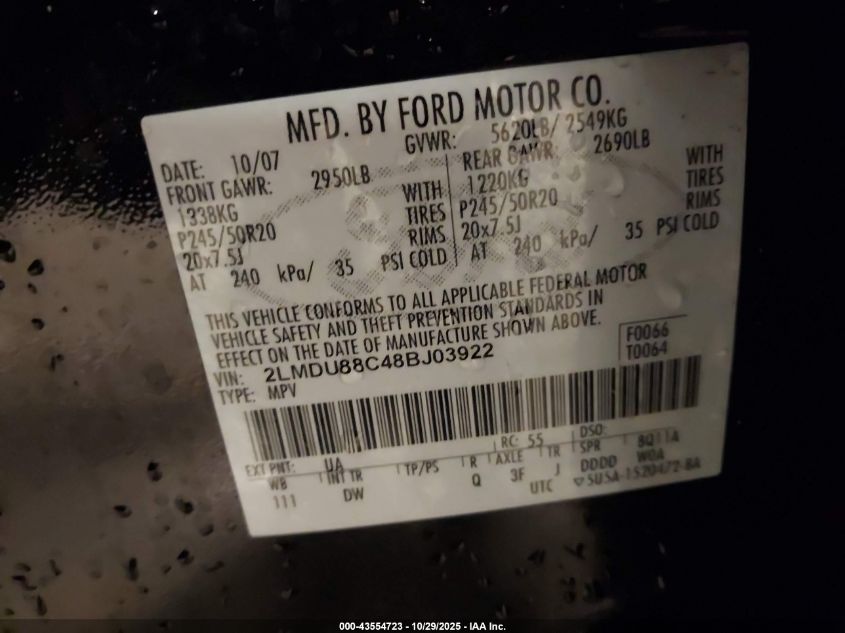 MFD. BY FORD MOTOR CO.
DATE: 10/07 GVWR: 5620LB/ 2549KG
FRONT GAWR: 2950LB REAR GAWR: 2690LB
1338KG WITH 1220KG WITH
P245/50R20 TIRES P245/50R20 TIRES
20x7.5J RIMS 20x7.5J RIMS
AT 240 kPa/ 35 PSI COLD AT 240 kPa/ 35 PSI COLD
THIS VEHICLE CONFORMS TO ALL APPLICABLE FEDERAL MOTOR
VEHICLE SAFETY AND THEFT PREVENTION STANDARDS IN
EFFECT ON THE DATE OF MANUFACTURE SHOWN ABOVE.
VIN: 2LMDU88C48BJ03922 F0066
TYPE: MPV T0064
EXT PNT: UA RC: 55 DSO:
WB INT TR TP/PS R AXLE TR SPR 8Q11A
111 DW Q 3F J DDDD W0A
UTC ▽5U5A-1520472-BA
000-43554723 - 10/29/2025 - IAA Inc.